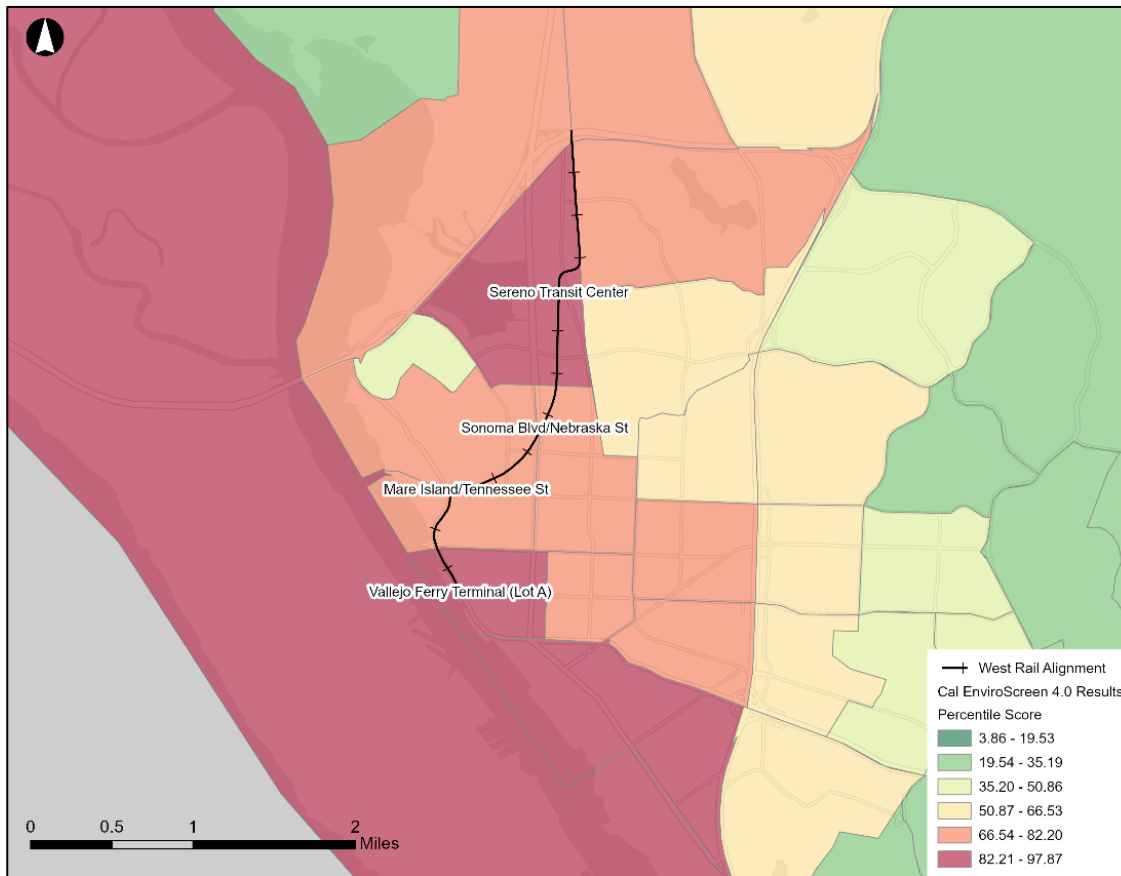 Sereno Transit Center
Sonoma Blvd/Nebraska St
Mare Island/Tennessee St
Vallejo Ferry Terminal (Lot A)
West Rail Alignment
Cal EnviroScreen 4.0 Results
Percentile Score
3.86 - 19.53
19.54 - 35.19
35.20 - 50.86
50.87 - 66.53
66.54 - 82.20
82.21 - 97.87
0 0.5 1 2
Miles